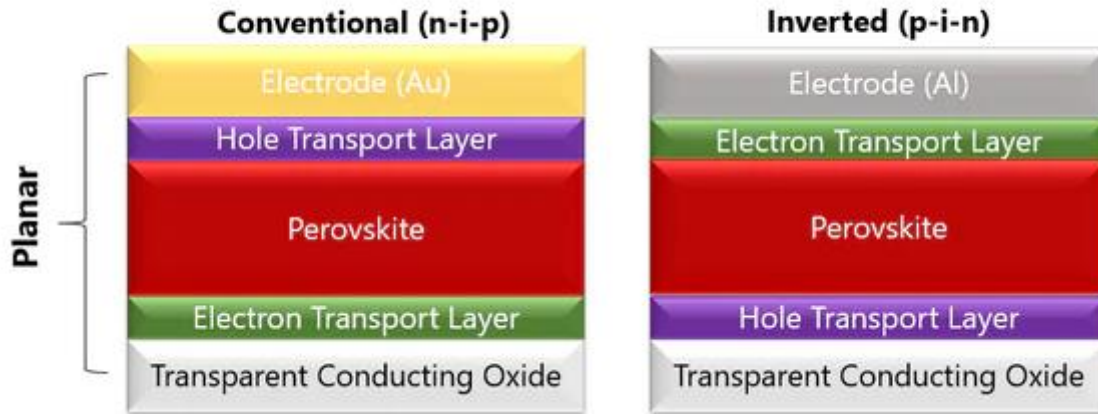 Conventional (n-i-p)
Electrode (Au)
Hole Transport Layer
Perovskite
Electron Transport Layer
Transparent Conducting Oxide
Inverted (p-i-n)
Electrode (Al)
Electron Transport Layer
Perovskite
Hole Transport Layer
Transparent Conducting Oxide
Planar